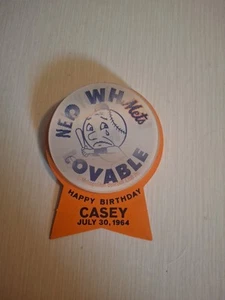 Mets
LOVABLE
HAPPY BIRTHDAY
CASEY
JULY 30, 1964